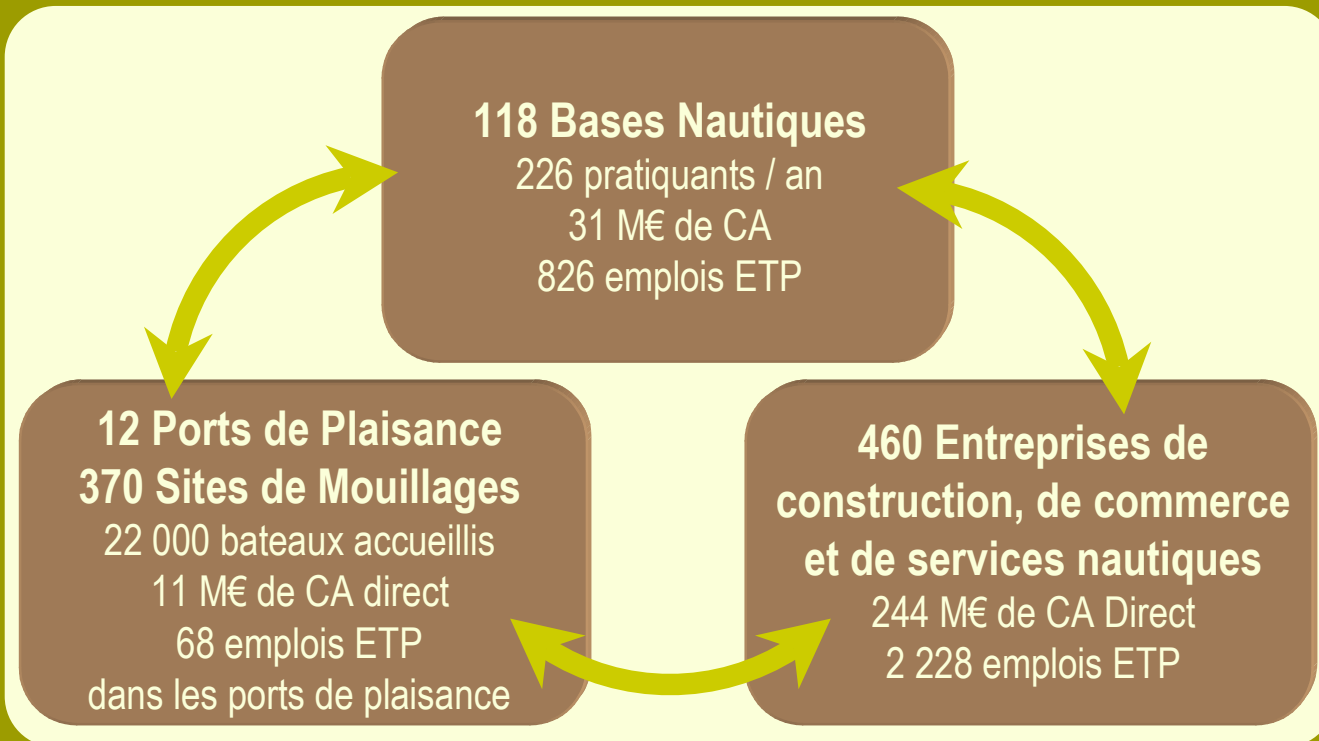 118 Bases Nautiques
226 pratiquants / an
31 M€ de CA
826 emplois ETP
12 Ports de Plaisance
370 Sites de Mouillages
22 000 bateaux accueillis
11 M€ de CA direct
68 emplois ETP
dans les ports de plaisance
460 Entreprises de
construction, de commerce
et de services nautiques
244 M€ de CA Direct
2 228 emplois ETP